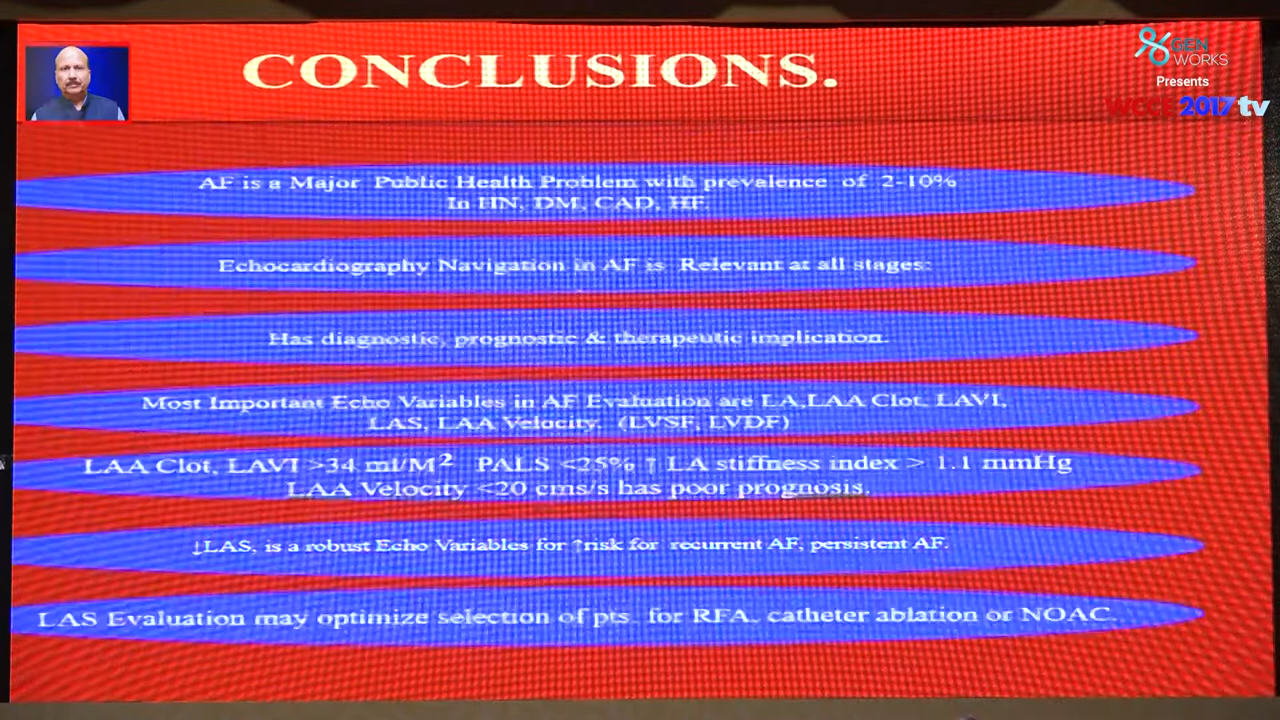 CONCLUSIONS.
GEN
WORKS
Presents
WCCE 2017.tv
AF is a Major Public Health Problem with prevalence of 2-10%
In HN, DM, CAD, HF.
Echocardiography Navigation in AF is Relevant at all stages:
Has diagnostic, prognostic & therapeutic implication.
Most Important Echo Variables in AF Evaluation are LA,LAA Clot, LAVI,
LAS, LAA Velocity, (LVSF, LVDF)
LAA Clot, LAVI >34 ml/M² PALS <25% ↑ LA stiffness index > 1.1 mmHg
LAA Velocity <20 cms/s has poor prognosis.
↓LAS, is a robust Echo Variables for ↑risk for recurrent AF, persistent AF.
LAS Evaluation may optimize selection of pts. for RFA, catheter ablation or NOAC.